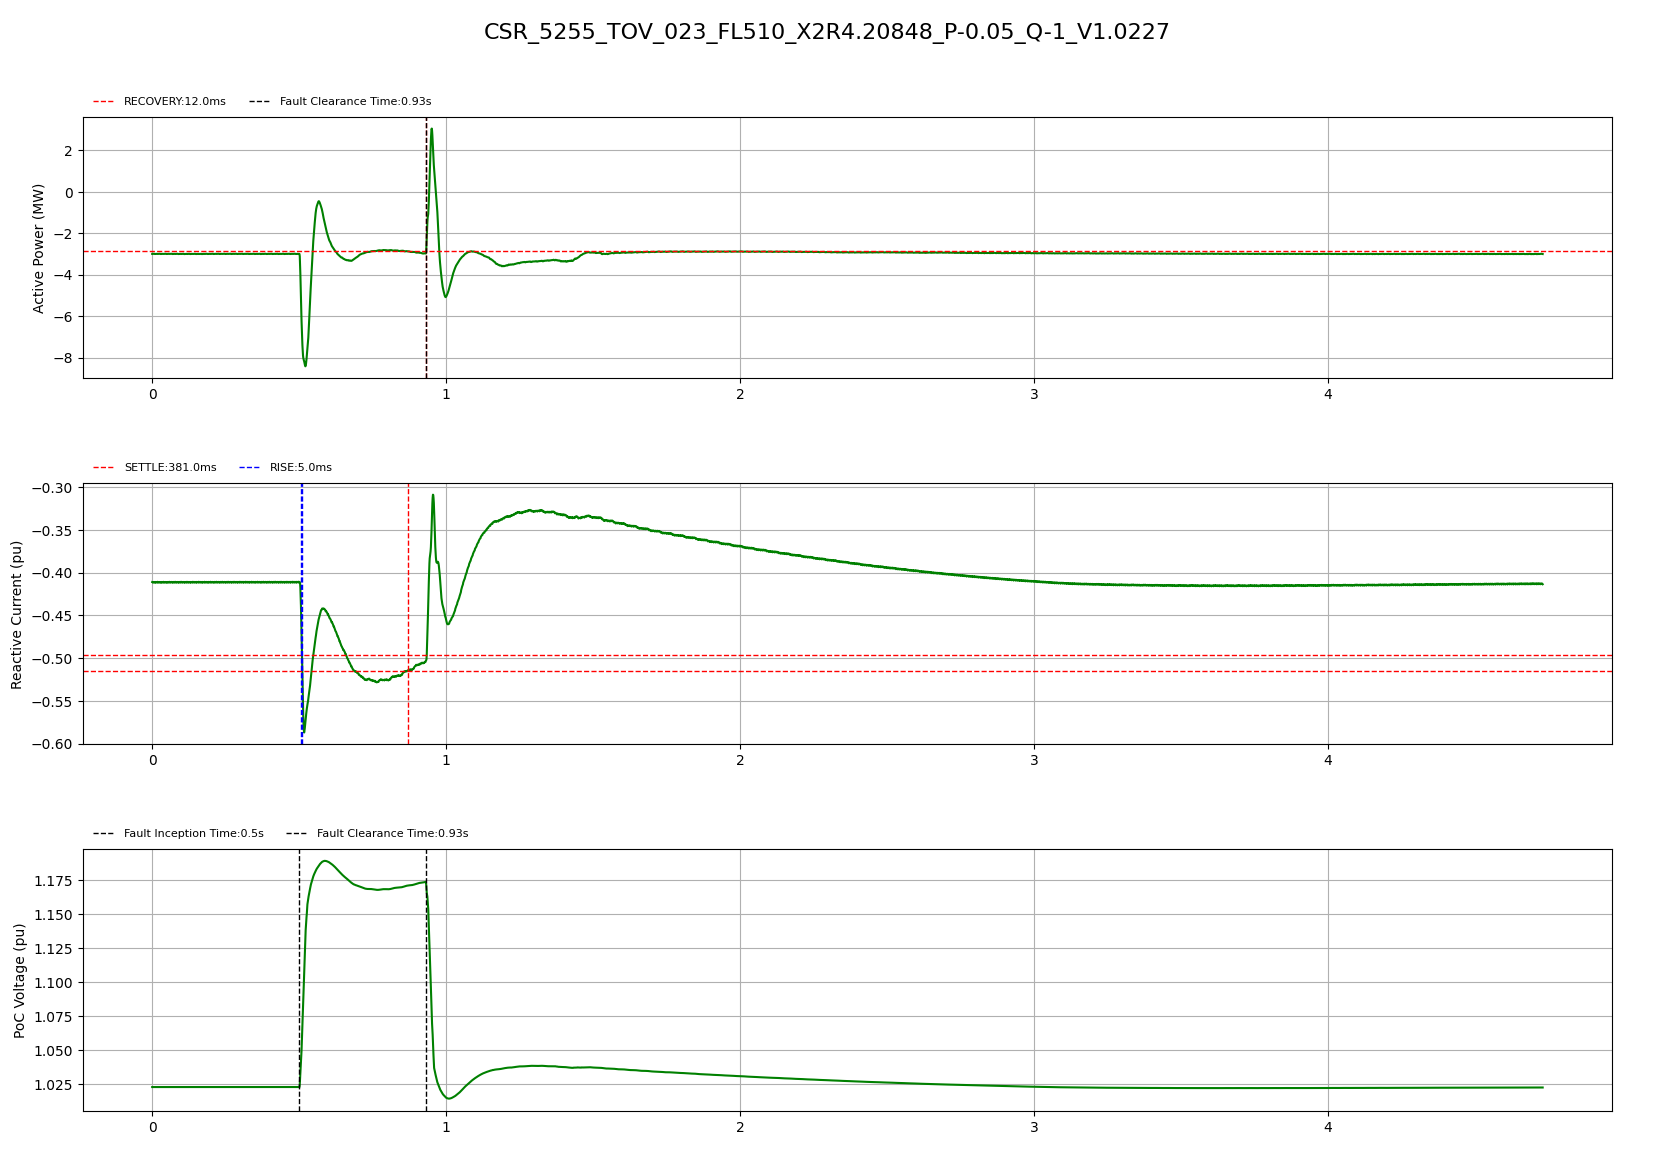 CSR_5255_TOV_023_FL510_X2R4.20848_P-0.05_Q-1_V1.0227
RECOVERY:12.0ms Fault Clearance Time:0.93s
Active Power (MW)
2
0
−2
−4
−6
−8
0 1 2 3 4
SETTLE:381.0ms RISE:5.0ms
Reactive Current (pu)
−0.30
−0.35
−0.40
−0.45
−0.50
−0.55
−0.60
0 1 2 3 4
Fault Inception Time:0.5s Fault Clearance Time:0.93s
PoC Voltage (pu)
1.175
1.150
1.125
1.100
1.075
1.050
1.025
0 1 2 3 4